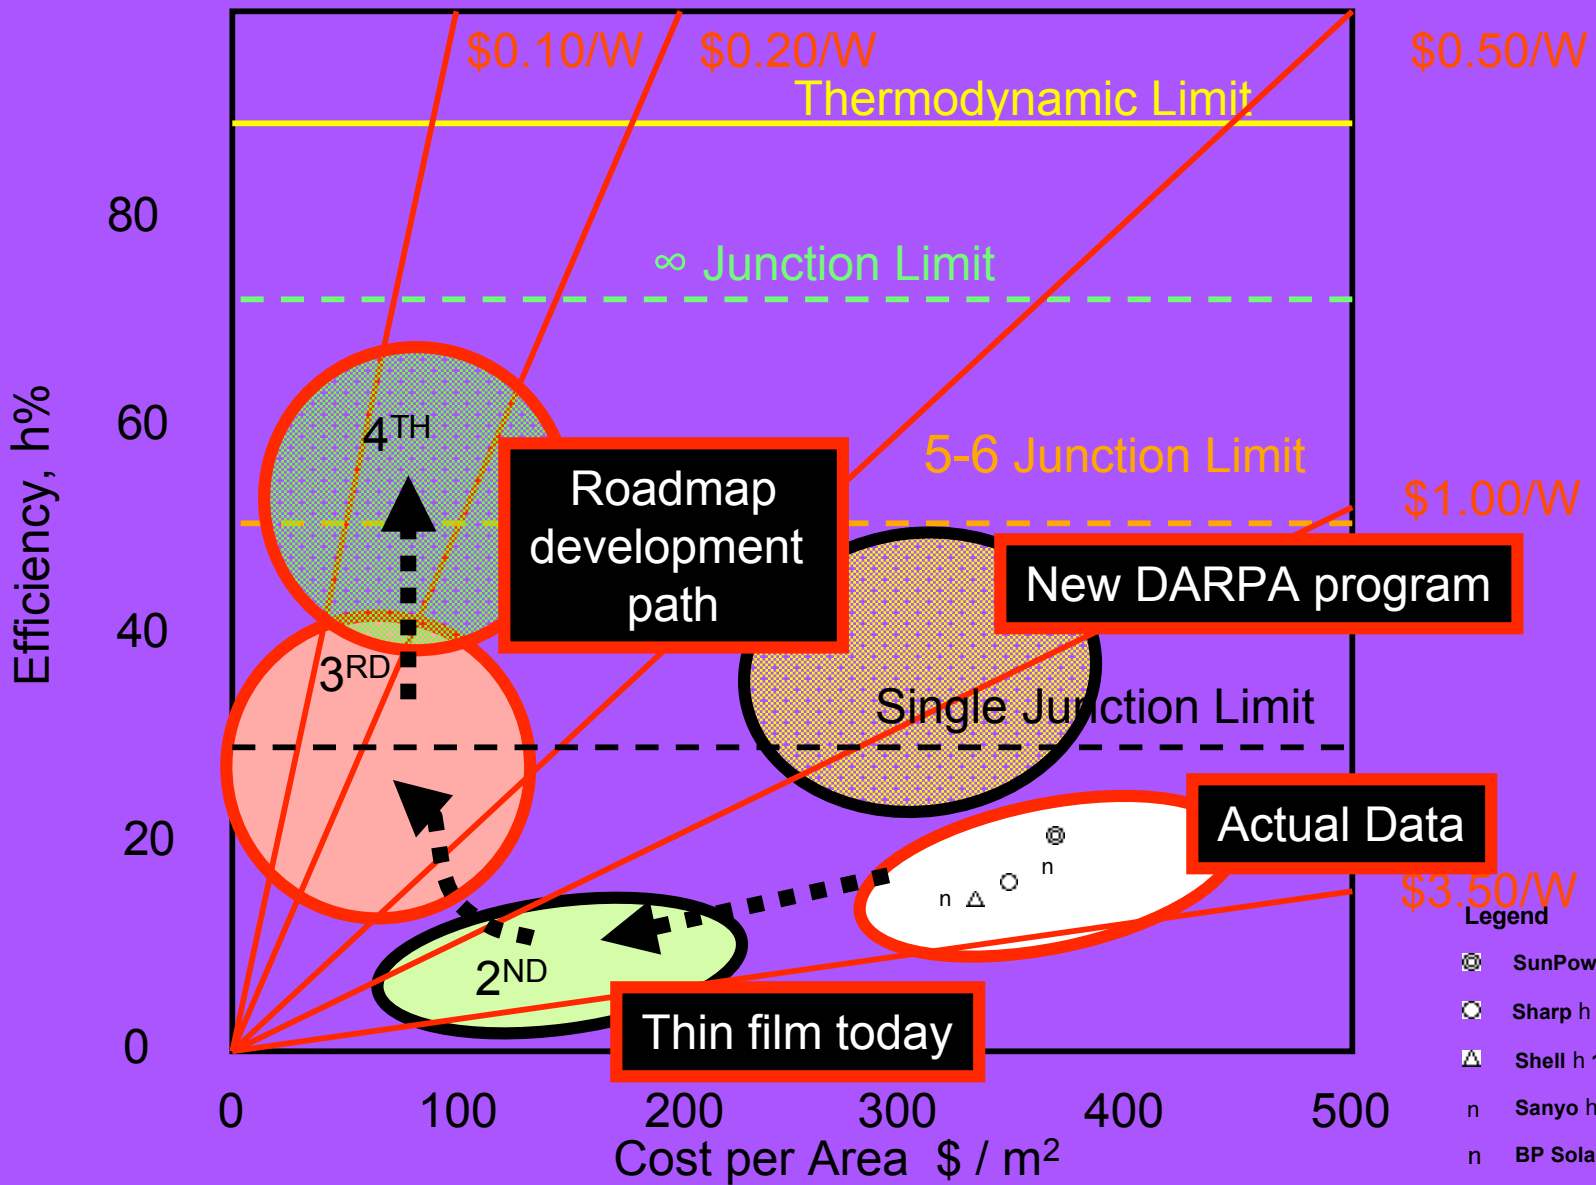 $0.10/W
$0.20/W
$0.50/W
Thermodynamic Limit
80
∞ Junction Limit
60
4TH
5-6 Junction Limit
Roadmap
development
path
$1.00/W
New DARPA program
Efficiency, h%
40
3RD
Single Junction Limit
20
Actual Data
n
n
$3.50/W
Legend
2ND
SunPow
Sharp h
Thin film today
0
Shell h
0
100
200
300
400
500
n Sanyo h
Cost per Area $ / m2
n BP Sola